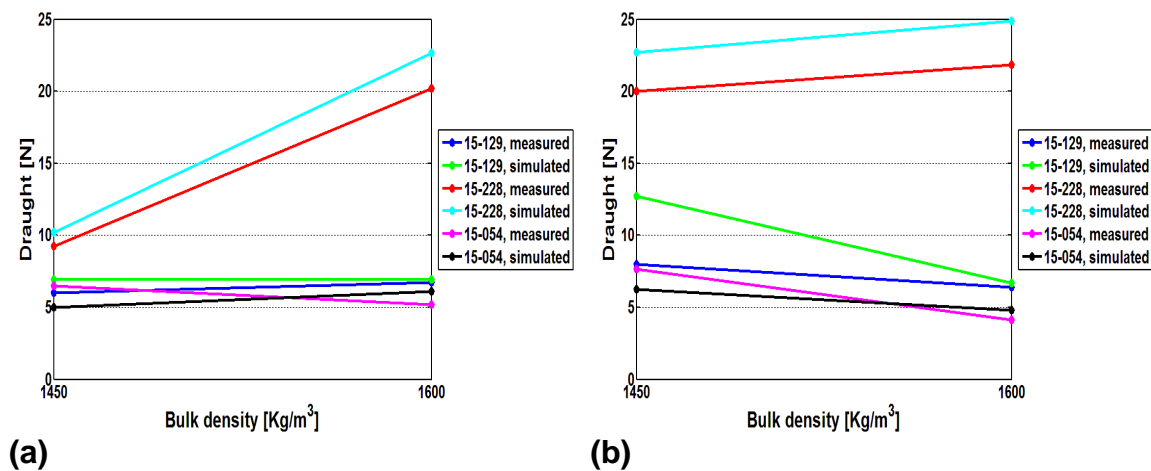 25
20
15
10
5
0
Draught [N]
1450
1600
Bulk density [Kg/m³]
15-129, measured
15-129, simulated
15-228, measured
15-228, simulated
15-054, measured
15-054, simulated
(a)
25
20
15
10
5
0
Draught [N]
1450
1600
Bulk density [Kg/m³]
15-129, measured
15-129, simulated
15-228, measured
15-228, simulated
15-054, measured
15-054, simulated
(b)